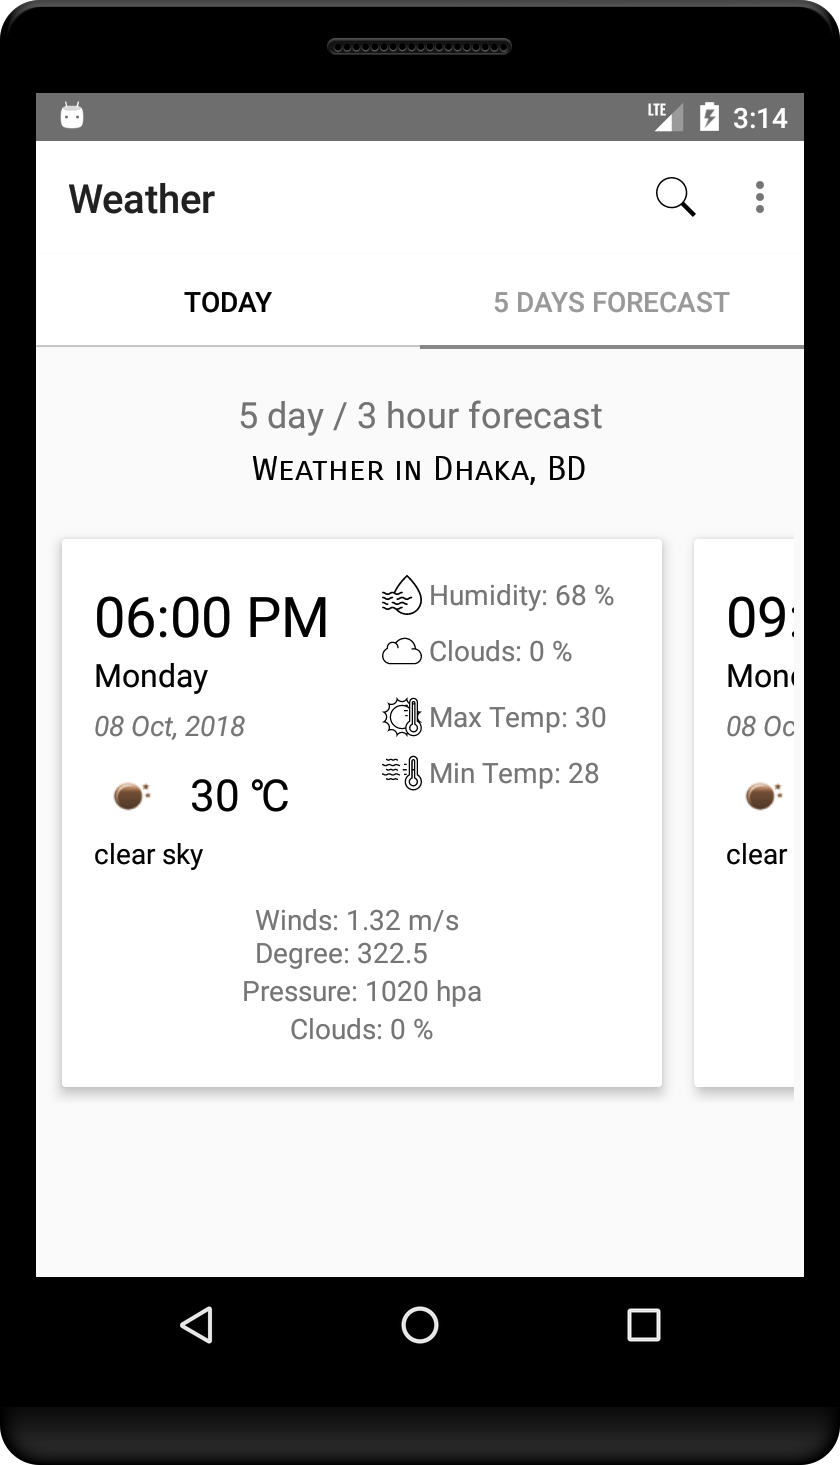 LTE 3:14
Weather
TODAY
5 DAYS FORECAST
5 day / 3 hour forecast
Weather in Dhaka, BD
06:00 PM
Monday
08 Oct, 2018
30 °C
clear sky
Humidity: 68 %
Clouds: 0 %
Max Temp: 30
Min Temp: 28
Winds: 1.32 m/s
Degree: 322.5
Pressure: 1020 hpa
Clouds: 0 %
09:
Mon
08 Oc
clear